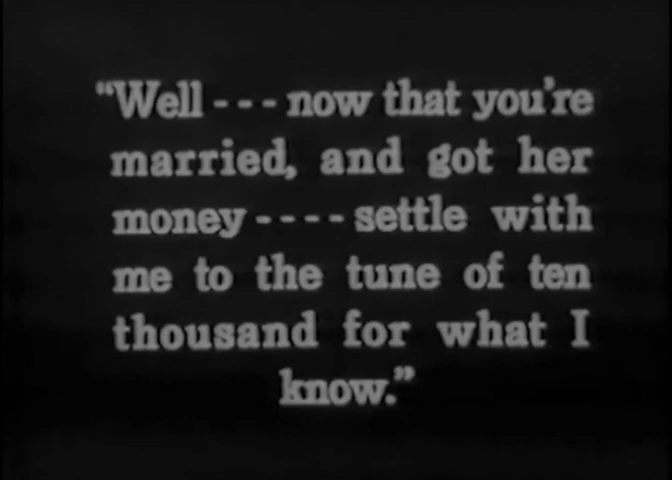 “Well --- now that you’re
married, and got her
money ---- settle with
me to the tune of ten
thousand for what I
know.”